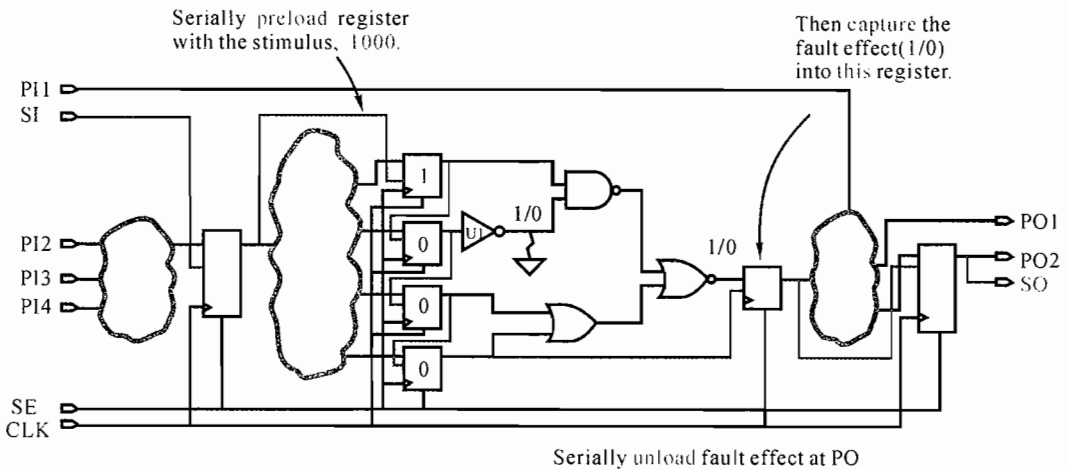 Serially preload register
with the stimulus, 1000.
Then capture the
fault effect(1/0)
into this register.
PI1
SI
1
1/0
0
U1
1/0
PI2
PI3
PI4
PO1
PO2
SO
0
0
SE
CLK
Serially unload fault effect at PO